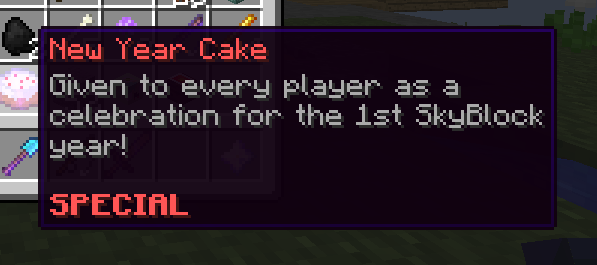 New Year Cake
Given to every player as a
celebration for the 1st SkyBlock
year!
SPECIAL